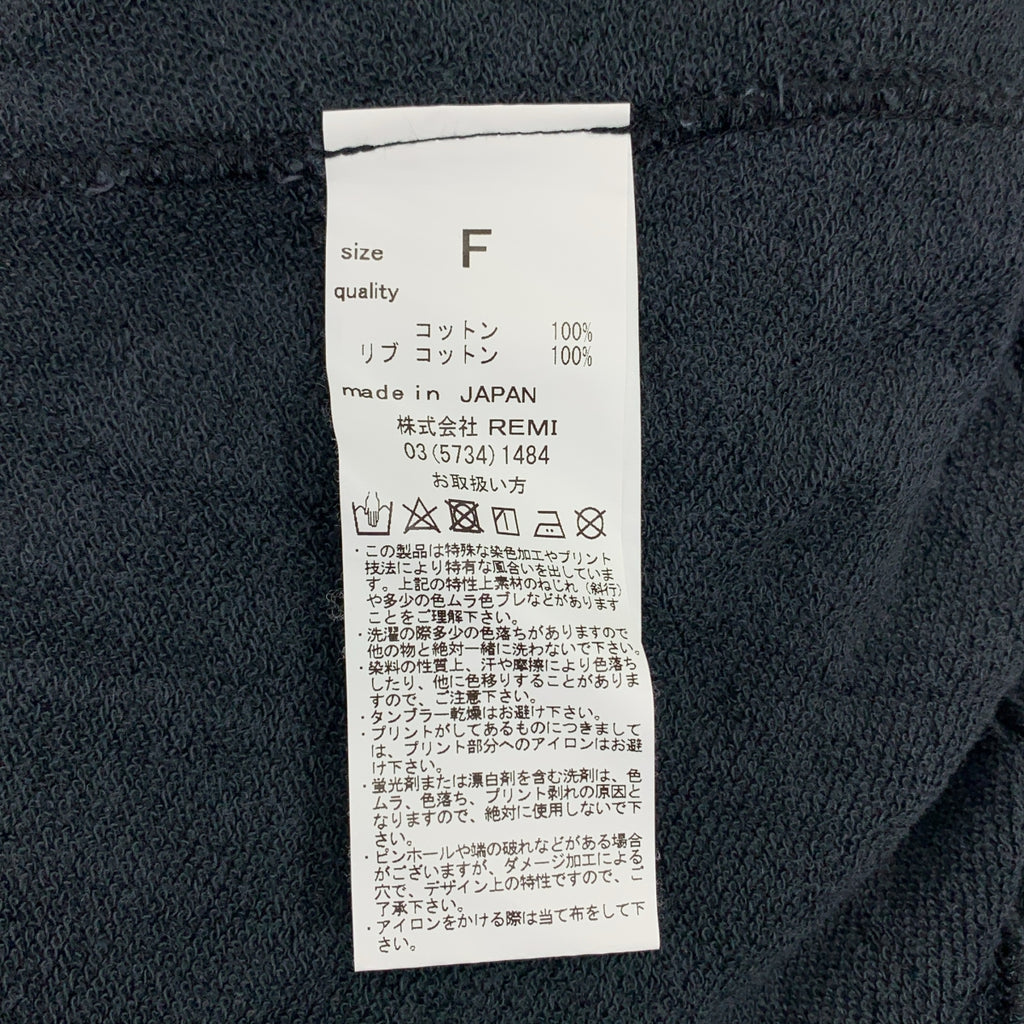 size F
quality
コットン 100%
リブ コットン 100%
made in JAPAN
株式会社 REMI
03(5734)1484
お取扱い方
・この製品は特殊な染色加工やプリント
技法により特有な風合いを出していま
す。上記の特性上素材のねじれ（斜行）
や多少の色ムラ色ブレなどがあります
ことをご理解下さい。
・洗濯の際多少の色落ちがありますので
他の物と絶対一緒に洗わないで下さい。
・染料の性質上、汗や摩擦により色落ち
したり、他に色移りすることがありま
すので、ご注意下さい。
・タンブラー乾燥はお避け下さい。
・プリントがしてあるものにつきまして
は、プリント部分へのアイロンはお避
け下さい。
・蛍光剤または漂白剤を含む洗剤は、色
ムラ、色落ち、プリント剥れの原因と
なりますので、絶対に使用しないで下
さい。
・ピンホールや端の破れなどがある場合
がございますが、ダメージ加工による
穴で、デザイン上の特性ですので、ご
了承下さい。
・アイロンをかける際は当て布をして下
さい。